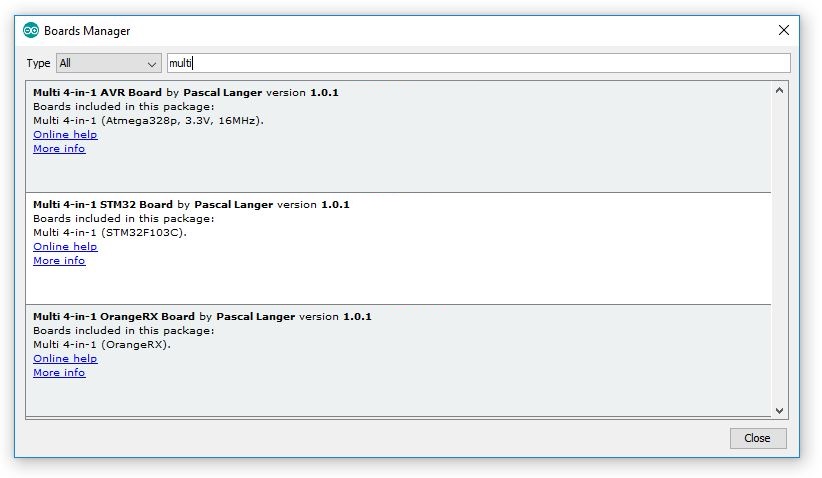 Boards Manager
Type All multi
Multi 4-in-1 AVR Board by Pascal Langer version 1.0.1
Boards included in this package:
Multi 4-in-1 (Atmega328p, 3.3V, 16MHz).
Online help
More info
Multi 4-in-1 STM32 Board by Pascal Langer version 1.0.1
Boards included in this package:
Multi 4-in-1 (STM32F103C).
Online help
More info
Multi 4-in-1 OrangeRX Board by Pascal Langer version 1.0.1
Boards included in this package:
Multi 4-in-1 (OrangeRX).
Online help
More info
Close